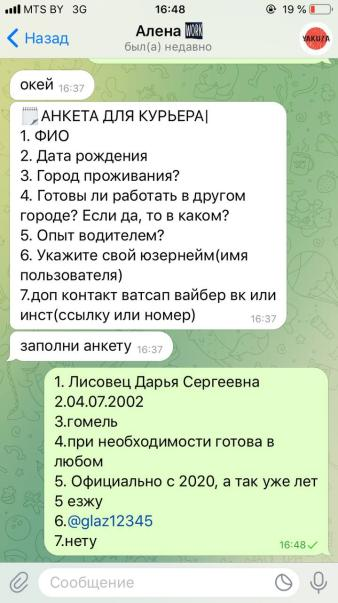 MTS BY 3G 16:48 19 %
Назад
Алена WORK
был(а) недавно
YAKUZA
окей 16:37
АНКЕТА ДЛЯ КУРЬЕРА|
1. ФИО
2. Дата рождения
3. Город проживания?
4. Готовы ли работать в другом
городе? Если да, то в каком?
5. Опыт водителем?
6. Укажите свой юзернейм(имя
пользователя)
7.доп контакт ватсап вайбер вк или
инст(ссылку или номер) 16:37
заполни анкету 16:37
1. Лисовец Дарья Сергеевна
2.04.07.2002
3.гомель
4.при необходимости готова в
любом
5. Официально с 2020, а так уже лет
5 езжу
6.@glaz12345
7.нету 16:48
Сообщение